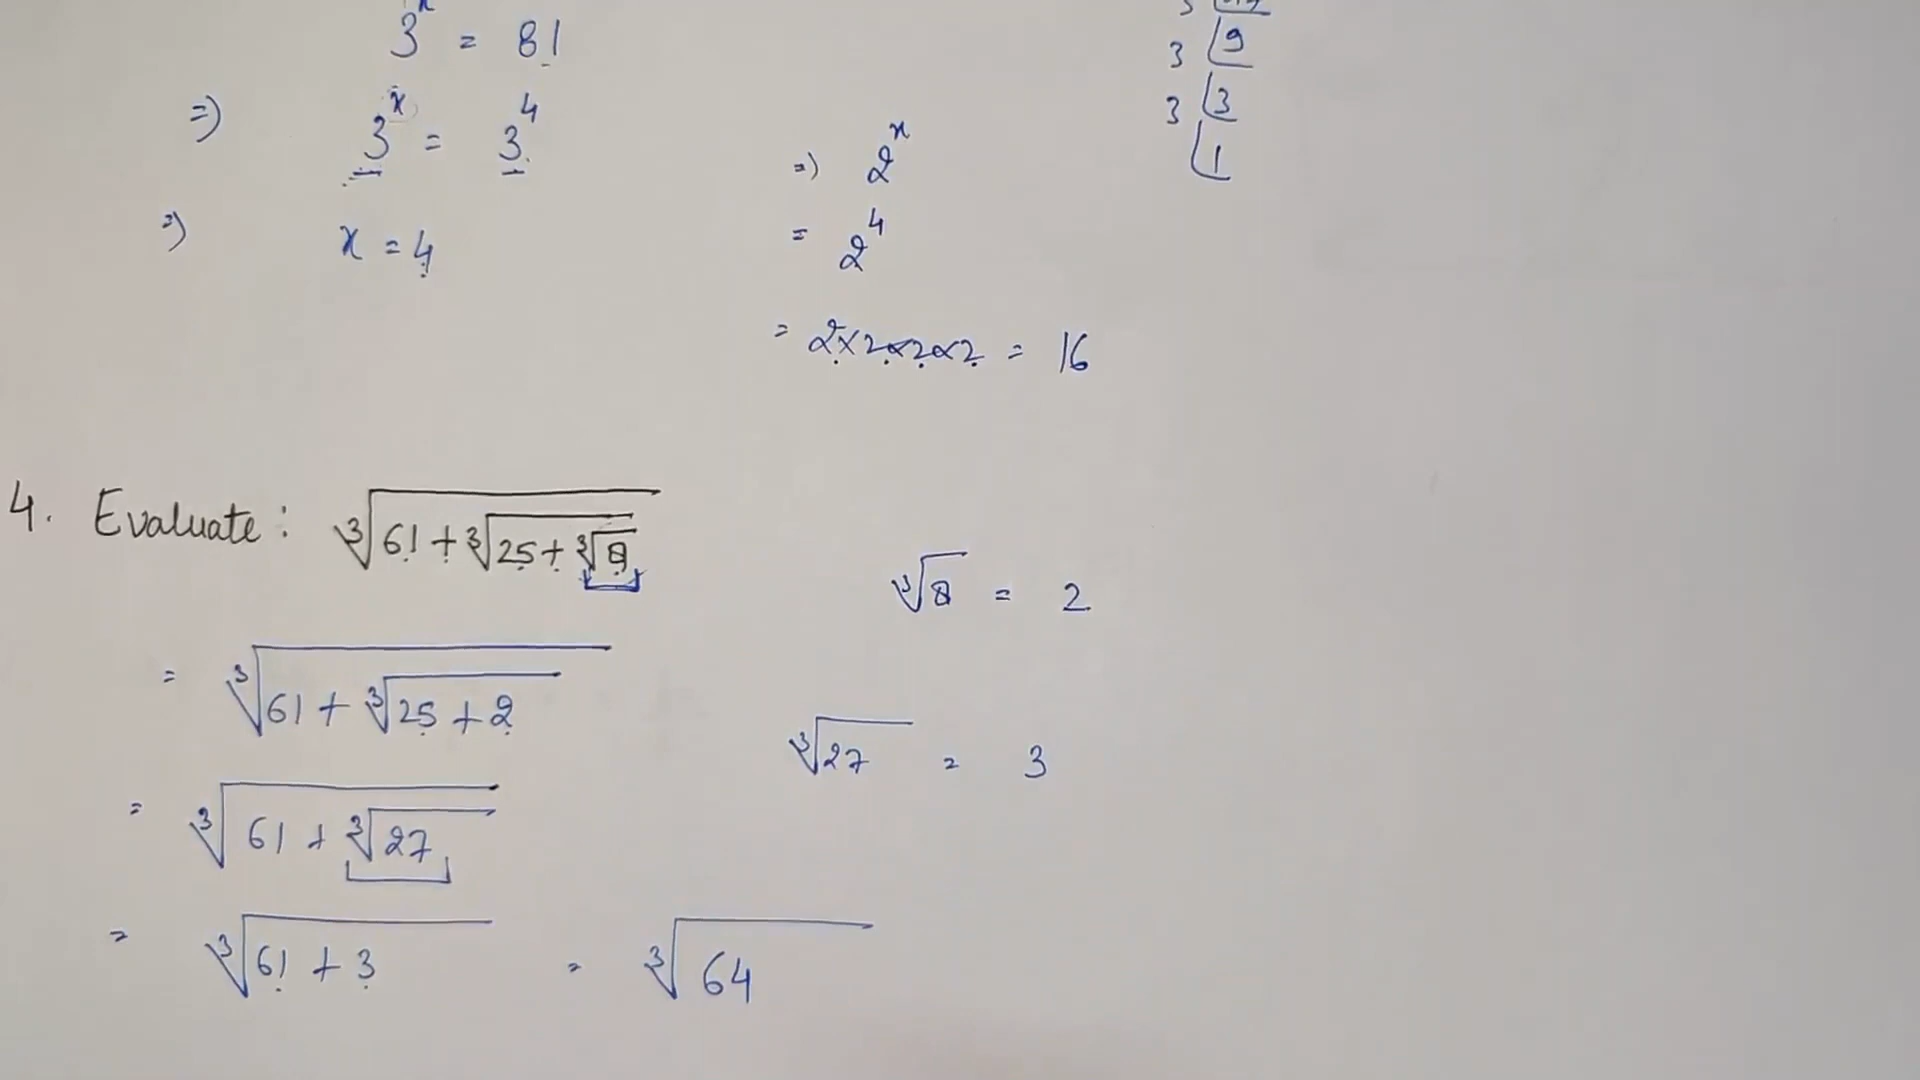 3^x = 81
=) 3^x = 3^4
=) x = 4
3 | 9
3 | 3
| 1
=) 2^x
= 2^4
= 2×2×2×2 = 16
4. Evaluate : ∛(61 + ∛(25 + ∛8))
∛8 = 2
= ∛(61 + ∛(25 + 2))
∛27 = 3
= ∛(61 + ∛27)
= ∛(61 + 3) = ∛64